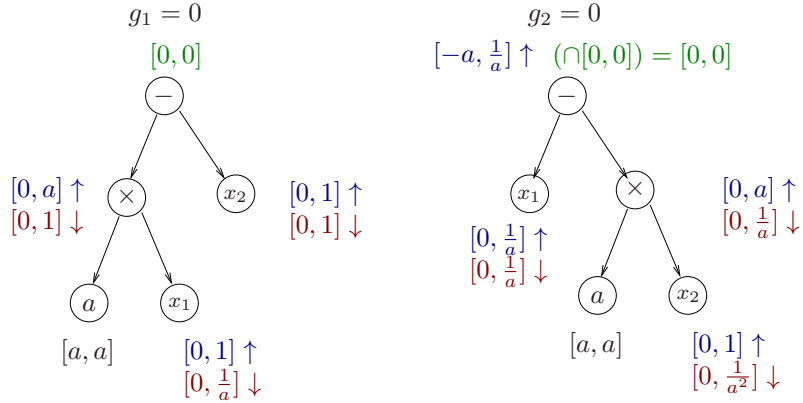 g₁ = 0
[0, 0]
−
[0, a] ↑
[0, 1] ↓
×
x₂
[0, 1] ↑
[0, 1] ↓
a
x₁
[a, a]
[0, 1] ↑
[0, 1/a] ↓
g₂ = 0
[−a, 1/a] ↑ (∩[0, 0]) = [0, 0]
−
x₁
×
[0, a] ↑
[0, 1/a] ↓
[0, 1/a] ↑
[0, 1/a] ↓
a
x₂
[a, a]
[0, 1] ↑
[0, 1/a²] ↓